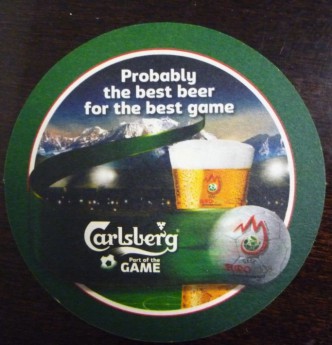 Probably
the best beer
for the best game
Carlsberg
Part of the
GAME